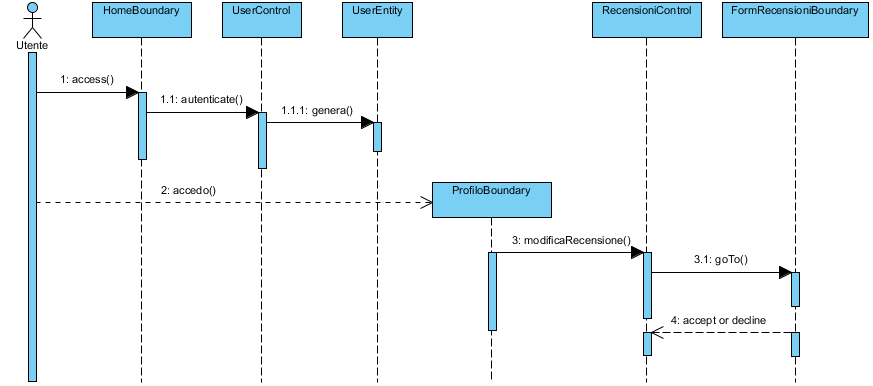 HomeBoundary
UserControl
UserEntity
RecensioniControl
FormRecensioniBoundary
Utente
1: access()
1.1: autenticate()
1.1.1: genera()
2: accedo()
ProfiloBoundary
3: modificaRecensione()
3.1: goTo()
4: accept or decline